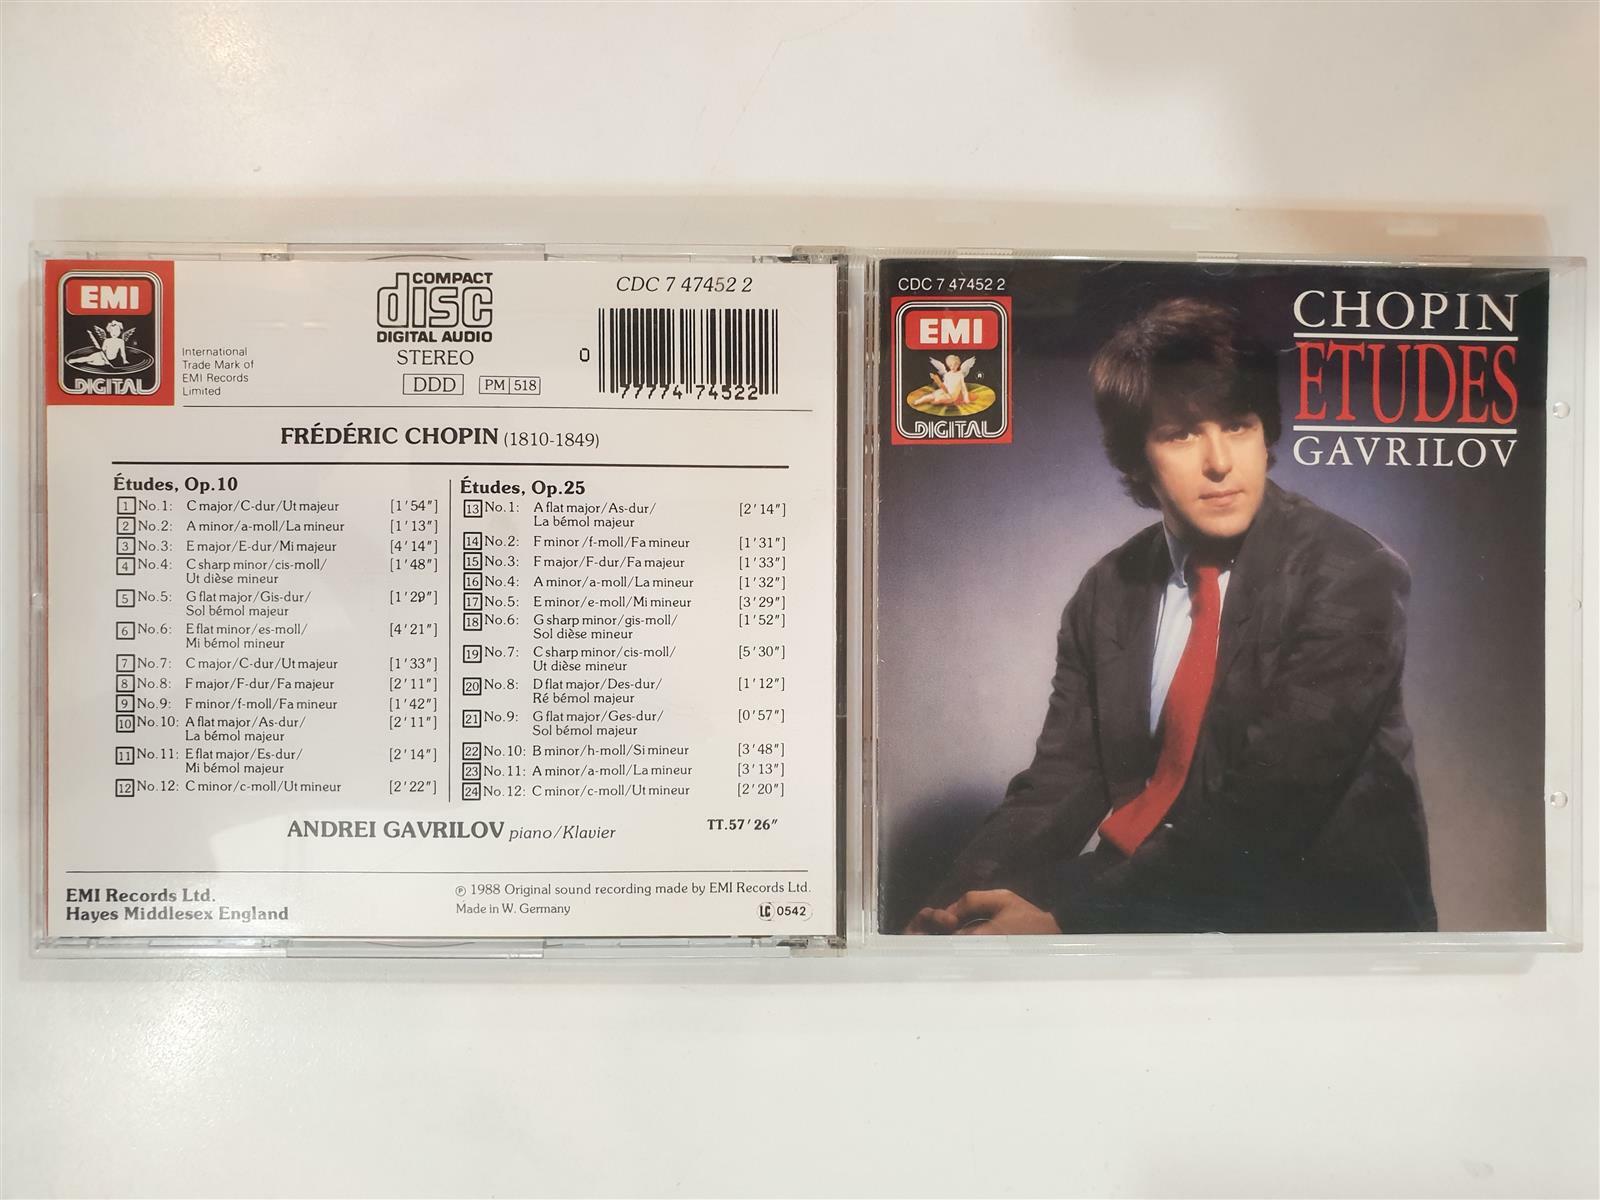 EMI
DIGITAL
International
Trade Mark of
EMI Records
Limited
COMPACT
disc
DIGITAL AUDIO
STEREO
DDD
PM 518
CDC 7 47452 2
0 77774 74522
FRÉDÉRIC CHOPIN (1810-1849)
Études, Op.10
1 No. 1: C major/C-dur/Ut majeur [1'54"]
2 No. 2: A minor/a-moll/La mineur [1'13"]
3 No. 3: E major/E-dur/Mi majeur [4'14"]
4 No. 4: C sharp minor/cis-moll/ [1'48"]
Ut dièse mineur
5 No. 5: G flat major/Gis-dur/ [1'29"]
Sol bémol majeur
6 No. 6: E flat minor/es-moll/ [4'21"]
Mi bémol mineur
7 No. 7: C major/C-dur/Ut majeur [1'33"]
8 No. 8: F major/F-dur/Fa majeur [2'11"]
9 No. 9: F minor/f-moll/Fa mineur [1'42"]
10 No. 10: A flat major/As-dur/ [2'11"]
La bémol majeur
11 No. 11: E flat major/Es-dur/ [2'14"]
Mi bémol majeur
12 No. 12: C minor/c-moll/Ut mineur [2'22"]
Études, Op.25
13 No. 1: A flat major/As-dur/ [2'14"]
La bémol majeur
14 No. 2: F minor/f-moll/Fa mineur [1'31"]
15 No. 3: F major/F-dur/Fa majeur [1'33"]
16 No. 4: A minor/a-moll/La mineur [1'32"]
17 No. 5: E minor/e-moll/Mi mineur [3'29"]
18 No. 6: G sharp minor/gis-moll/ [1'52"]
Sol dièse mineur
19 No. 7: C sharp minor/cis-moll/ [5'30"]
Ut dièse mineur
20 No. 8: D flat major/Des-dur/ [1'12"]
Ré bémol majeur
21 No. 9: G flat major/Ges-dur/ [0'57"]
Sol bémol majeur
22 No. 10: B minor/h-moll/Si mineur [3'48"]
23 No. 11: A minor/a-moll/La mineur [3'13"]
24 No. 12: C minor/c-moll/Ut mineur [2'20"]
ANDREI GAVRILOV piano/Klavier
TT.57'26"
EMI Records Ltd.
Hayes Middlesex England
℗ 1988 Original sound recording made by EMI Records Ltd.
Made in W. Germany
LC 0542
CDC 7 47452 2
EMI
DIGITAL
CHOPIN
ETUDES
GAVRILOV